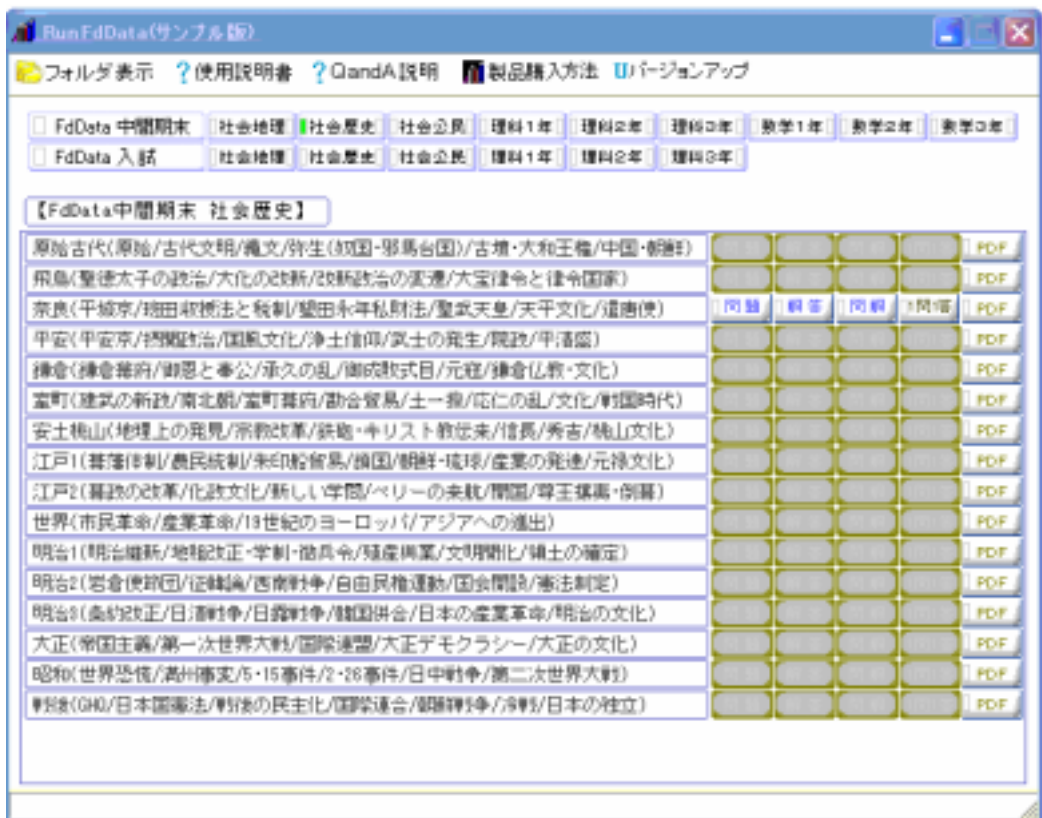 RunFdData(サンプル版)
フォルダ表示 ?使用説明書 ?QandA説明 製品購入方法 Uバージョンアップ
FdData 中間期末 社会地理 社会歴史 社会公民 理科1年 理科2年 理科3年 数学1年 数学2年 数学3年
FdData 入試 社会地理 社会歴史 社会公民 理科1年 理科2年 理科3年
【FdData中間期末 社会歴史】
原始古代(原始/古代文明/縄文/弥生(奴国・邪馬台国)/古墳・大和王権/中国・朝鮮) PDF
飛鳥(聖徳太子の政治/大化の改新/改新政治の変遷/大宝律令と律令国家) PDF
奈良(平城京/班田収授法と税制/墾田永年私財法/聖武天皇/天平文化/遣唐使) 問題 解答 問解 PDF
平安(平安京/摂関政治/国風文化/浄土信仰/武士の発生/院政/平清盛) PDF
鎌倉(鎌倉幕府/御恩と奉公/承久の乱/御成敗式目/元寇/鎌倉仏教・文化) PDF
室町(建武の新政/南北朝/室町幕府/勘合貿易/土一揆/応仁の乱/文化/戦国時代) PDF
安土桃山(地理上の発見/宗教改革/鉄砲・キリスト教伝来/信長/秀吉/桃山文化) PDF
江戸1(幕藩体制/農民統制/朱印船貿易/鎖国/朝鮮・琉球/産業の発達/元禄文化) PDF
江戸2(幕政の改革/化政文化/新しい学問/ペリーの来航/開国/尊王攘夷・倒幕) PDF
世界(市民革命/産業革命/19世紀のヨーロッパ/アジアへの進出) PDF
明治1(明治維新/地租改正・学制・徴兵令/殖産興業/文明開化/領土の確定) PDF
明治2(岩倉使節団/征韓論/西南戦争/自由民権運動/国会開設/憲法制定) PDF
明治3(条約改正/日清戦争/日露戦争/韓国併合/日本の産業革命/明治の文化) PDF
大正(帝国主義/第一次世界大戦/国際連盟/大正デモクラシー/大正の文化) PDF
昭和(世界恐慌/満州事変/5・15事件/2・26事件/日中戦争/第二次世界大戦) PDF
戦後(GHQ/日本国憲法/戦後の民主化/国際連合/朝鮮戦争/冷戦/日本の独立) PDF